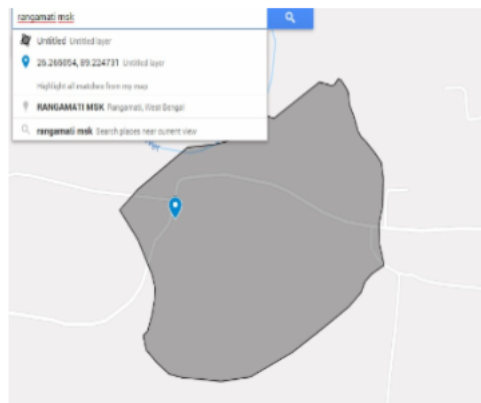 rangamati msk
Untitled Untitled layer
26.266054, 89.224731 Untitled layer
Highlight all matches from my map
RANGAMATI MSK Rangamati, West Bengal
rangamati msk Search places near current view